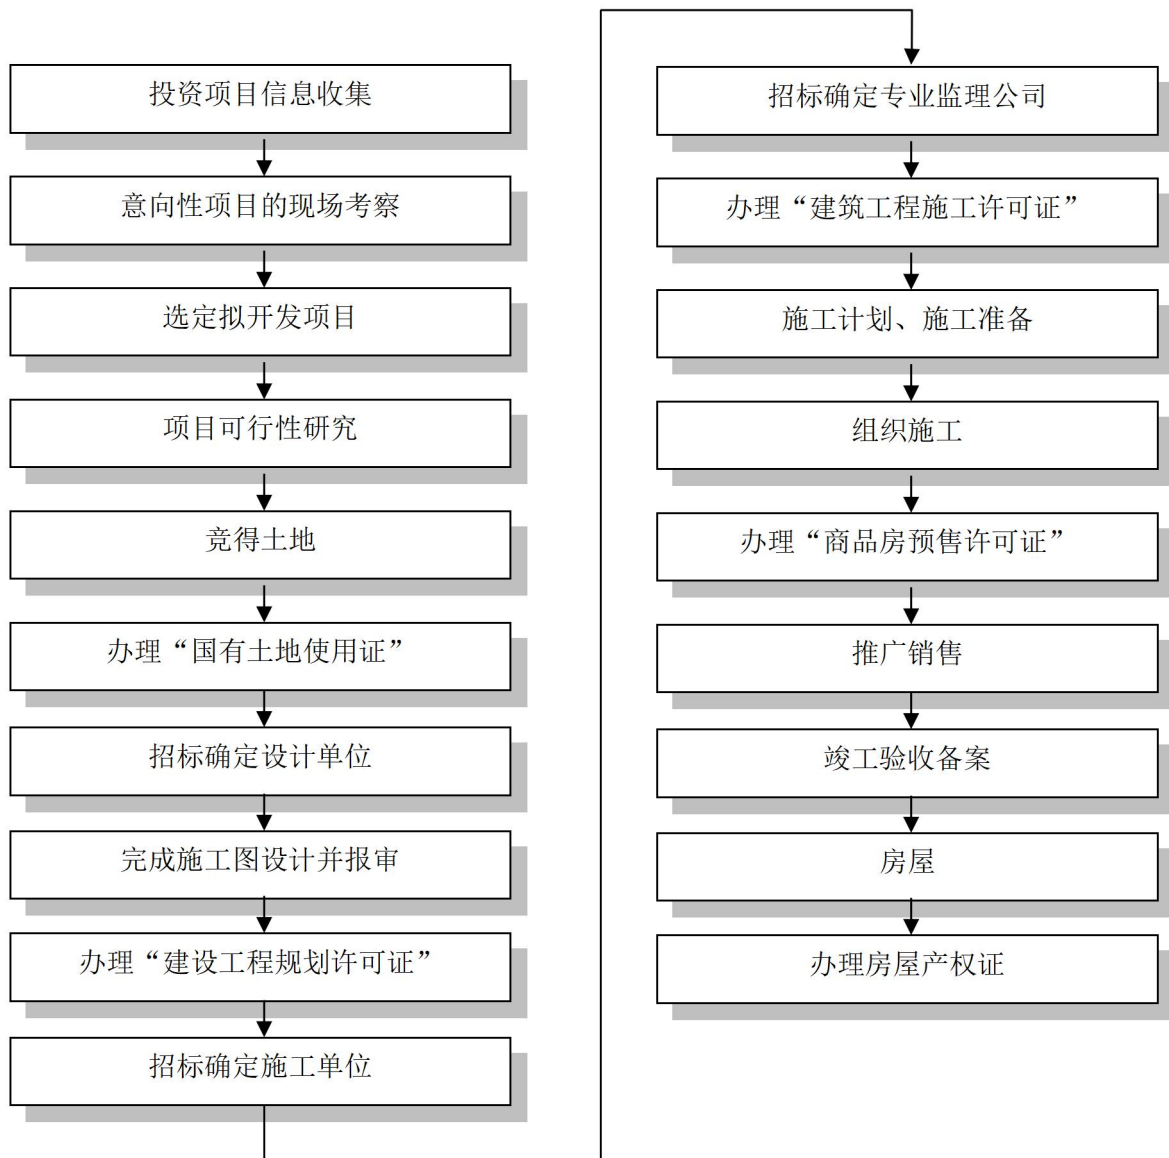 投资项目信息收集
意向性项目的现场考察
选定拟开发项目
项目可行性研究
竞得土地
办理“国有土地使用证”
招标确定设计单位
完成施工图设计并报审
办理“建设工程规划许可证”
招标确定施工单位
招标确定专业监理公司
办理“建筑工程施工许可证”
施工计划、施工准备
组织施工
办理“商品房预售许可证”
推广销售
竣工验收备案
房屋
办理房屋产权证